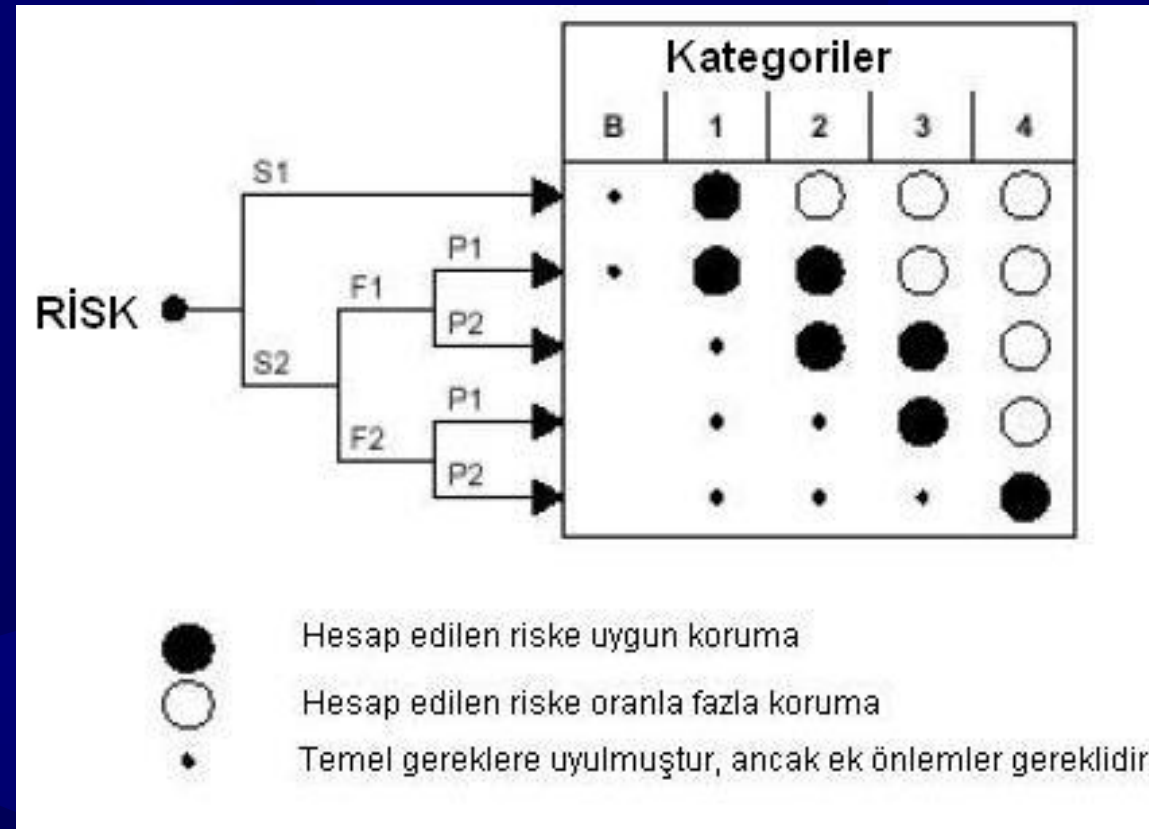 Kategoriler
B 1 2 3 4
S1
P1
F1
RİSK
P2
S2
P1
F2
P2
Hesap edilen riske uygun koruma
Hesap edilen riske oranla fazla koruma
Temel gereklere uyulmuştur, ancak ek önlemler gereklidir